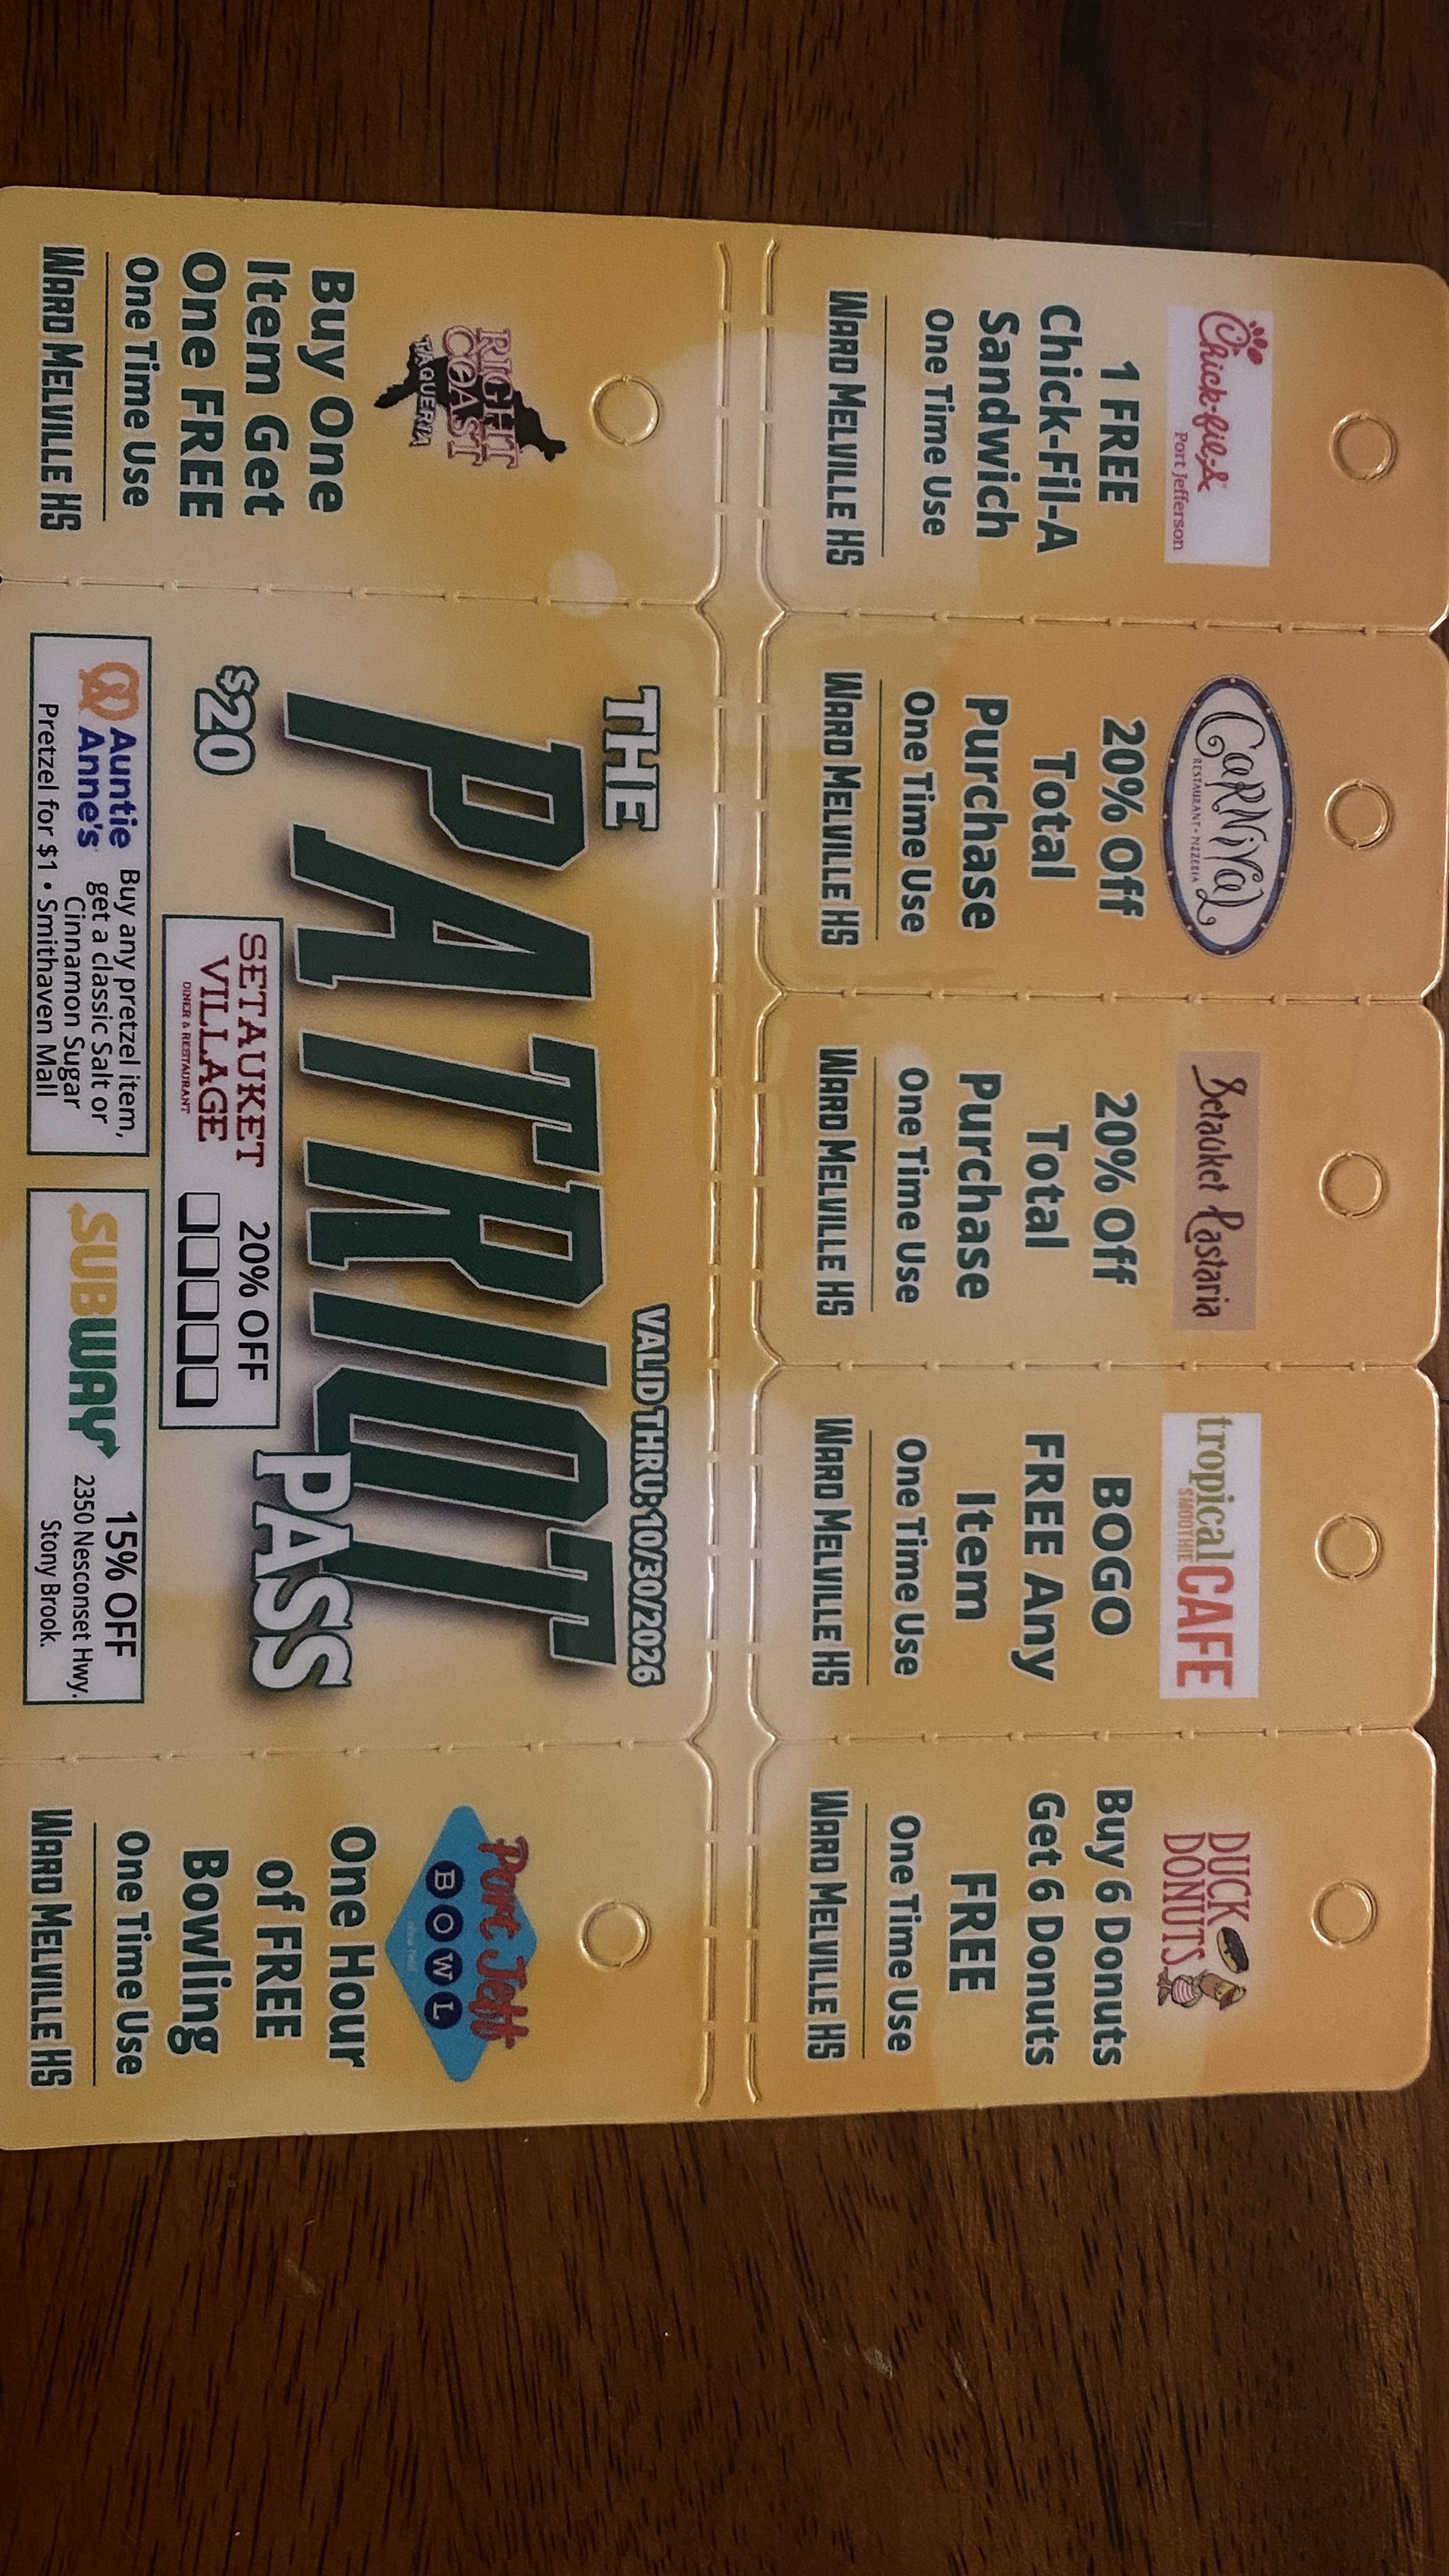 Chick-fil-A
Port Jefferson
1 FREE
Chick-Fil-A
Sandwich
One Time Use
WARD MELVILLE HS
CARNIVAL
RESTAURANT • PIZZERIA
20% Off
Total
Purchase
One Time Use
WARD MELVILLE HS
Setauket Pastaria
20% Off
Total
Purchase
One Time Use
WARD MELVILLE HS
tropical
SMOOTHIE
CAFE
BOGO
FREE Any
Item
One Time Use
WARD MELVILLE HS
DUCK
DONUTS
Buy 6 Donuts
Get 6 Donuts
FREE
One Time Use
WARD MELVILLE HS
RIGHT
COAST
TAQUERIA
Buy One
Item Get
One FREE
One Time Use
WARD MELVILLE HS
THE
VALID THRU: 10/30/2026
PATRIOT
PASS
$20
SETAUKET
VILLAGE
DINER & RESTAURANT
20% OFF
Auntie
Anne's
Buy any pretzel item,
get a classic Salt or
Cinnamon Sugar
Pretzel for $1 • Smithaven Mall
SUBWAY
15% OFF
2350 Nesconset Hwy.
Stony Brook.
Port Jeff
BOWL
One Hour
of FREE
Bowling
One Time Use
WARD MELVILLE HS